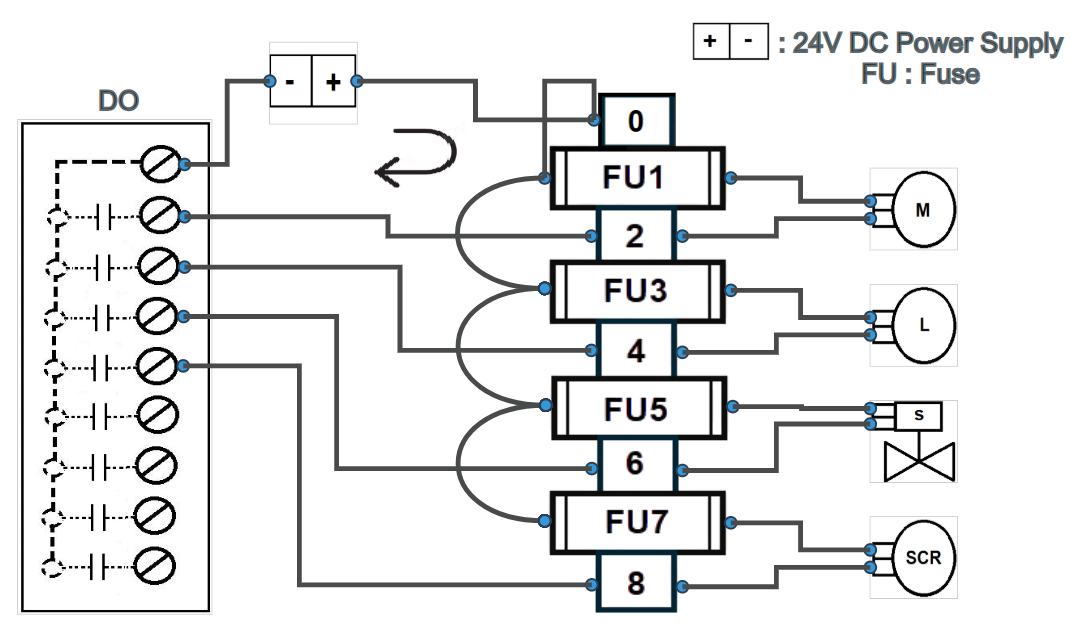 + - : 24V DC Power Supply
FU : Fuse
- +
DO
0
FU1
M
2
FU3
L
4
FU5
S
6
FU7
SCR
8